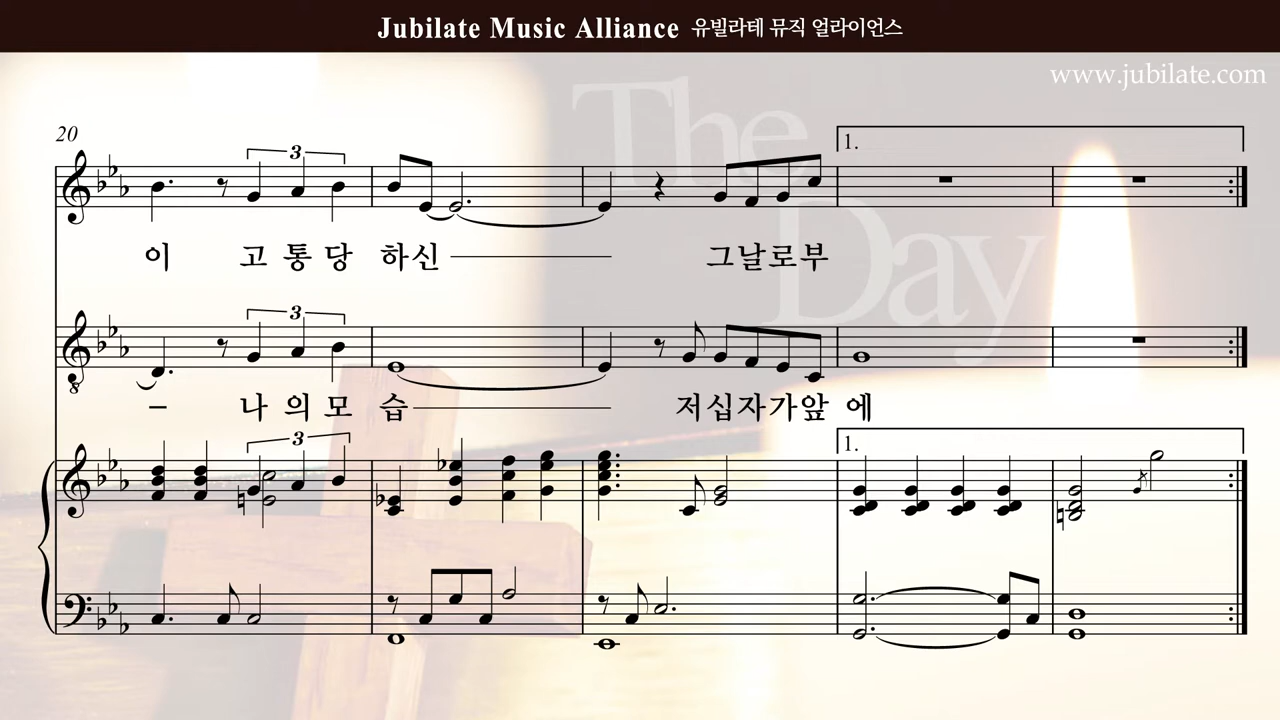 Jubilate Music Alliance 유빌라테 뮤직 얼라이언스
www.jubilate.com
The
Day
20
3
1.
이 고 통 당 하 신 그 날 로 부
3
8
– 나 의 모 습 저 십 자 가 앞 에
3
1.